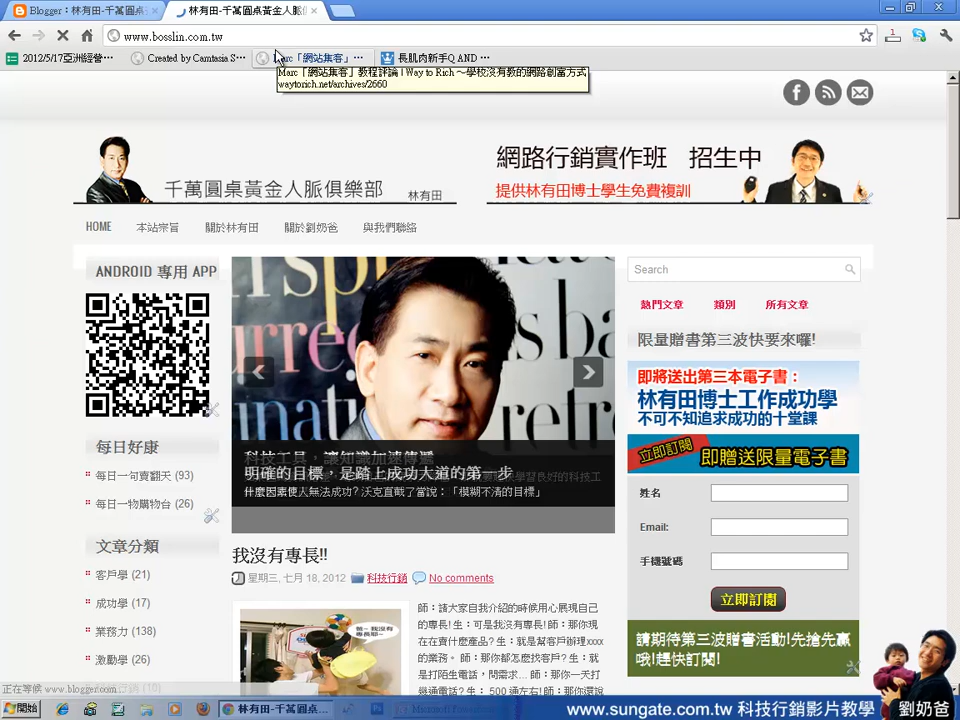 Blogger：林有田-千萬圓桌
林有田-千萬圓桌黃金人脈
www.bosslin.com.tw
2012/5/17亞洲經營…
Created by Camtasia S…
Marc「網站集客」…
長肌肉新手Q AND …
Marc「網站集客」教程評論 | Way to Rich ～學校沒有教的網路創富方式
waytorich.net/archives/2660
千萬圓桌黃金人脈俱樂部 林有田
網路行銷實作班 招生中
提供林有田博士學生免費複訓
HOME 本站宗旨 關於林有田 關於劉奶爸 與我們聯絡
ANDROID 專用 APP
每日好康
每日一句賣翻天 (93)
每日一物購物台 (26)
文章分類
客戶學 (21)
成功學 (17)
業務力 (138)
激勵學 (26)
科技工具，讓知識加速傳遞
明確的目標，是踏上成功大道的第一步
什麼因素使人無法成功? 沃克直截了當說：「模糊不清的目標」
我沒有專長!!
星期三, 七月 18, 2012 科技行銷 No comments
爸~ 我沒有專長耶~
師：請大家自我介紹的時候用心展現自己
的專長! 生：可是我沒有專長! 師：那你現
在在賣什麼產品? 生：就是幫客戶辦理xxxx
的業務。 師：那你都怎麼找客戶? 生：就
是打陌生電話，問需求… 師：那你一天打
幾通電話? 生： 500 通左右! 師：那你還說
Search
熱門文章 類別 所有文章
限量贈書第三波快要來囉!
即將送出第三本電子書：
林有田博士工作成功學
不可不知追求成功的十堂課
立即訂閱 即贈送限量電子書
姓名
Email:
手機號碼
立即訂閱
請期待第三波贈書活動!先搶先贏
哦!趕快訂閱!
正在等候 www.blogger.com
開始
林有田-千萬圓桌…
www.sungate.com.tw 科技行銷影片教學
劉奶爸